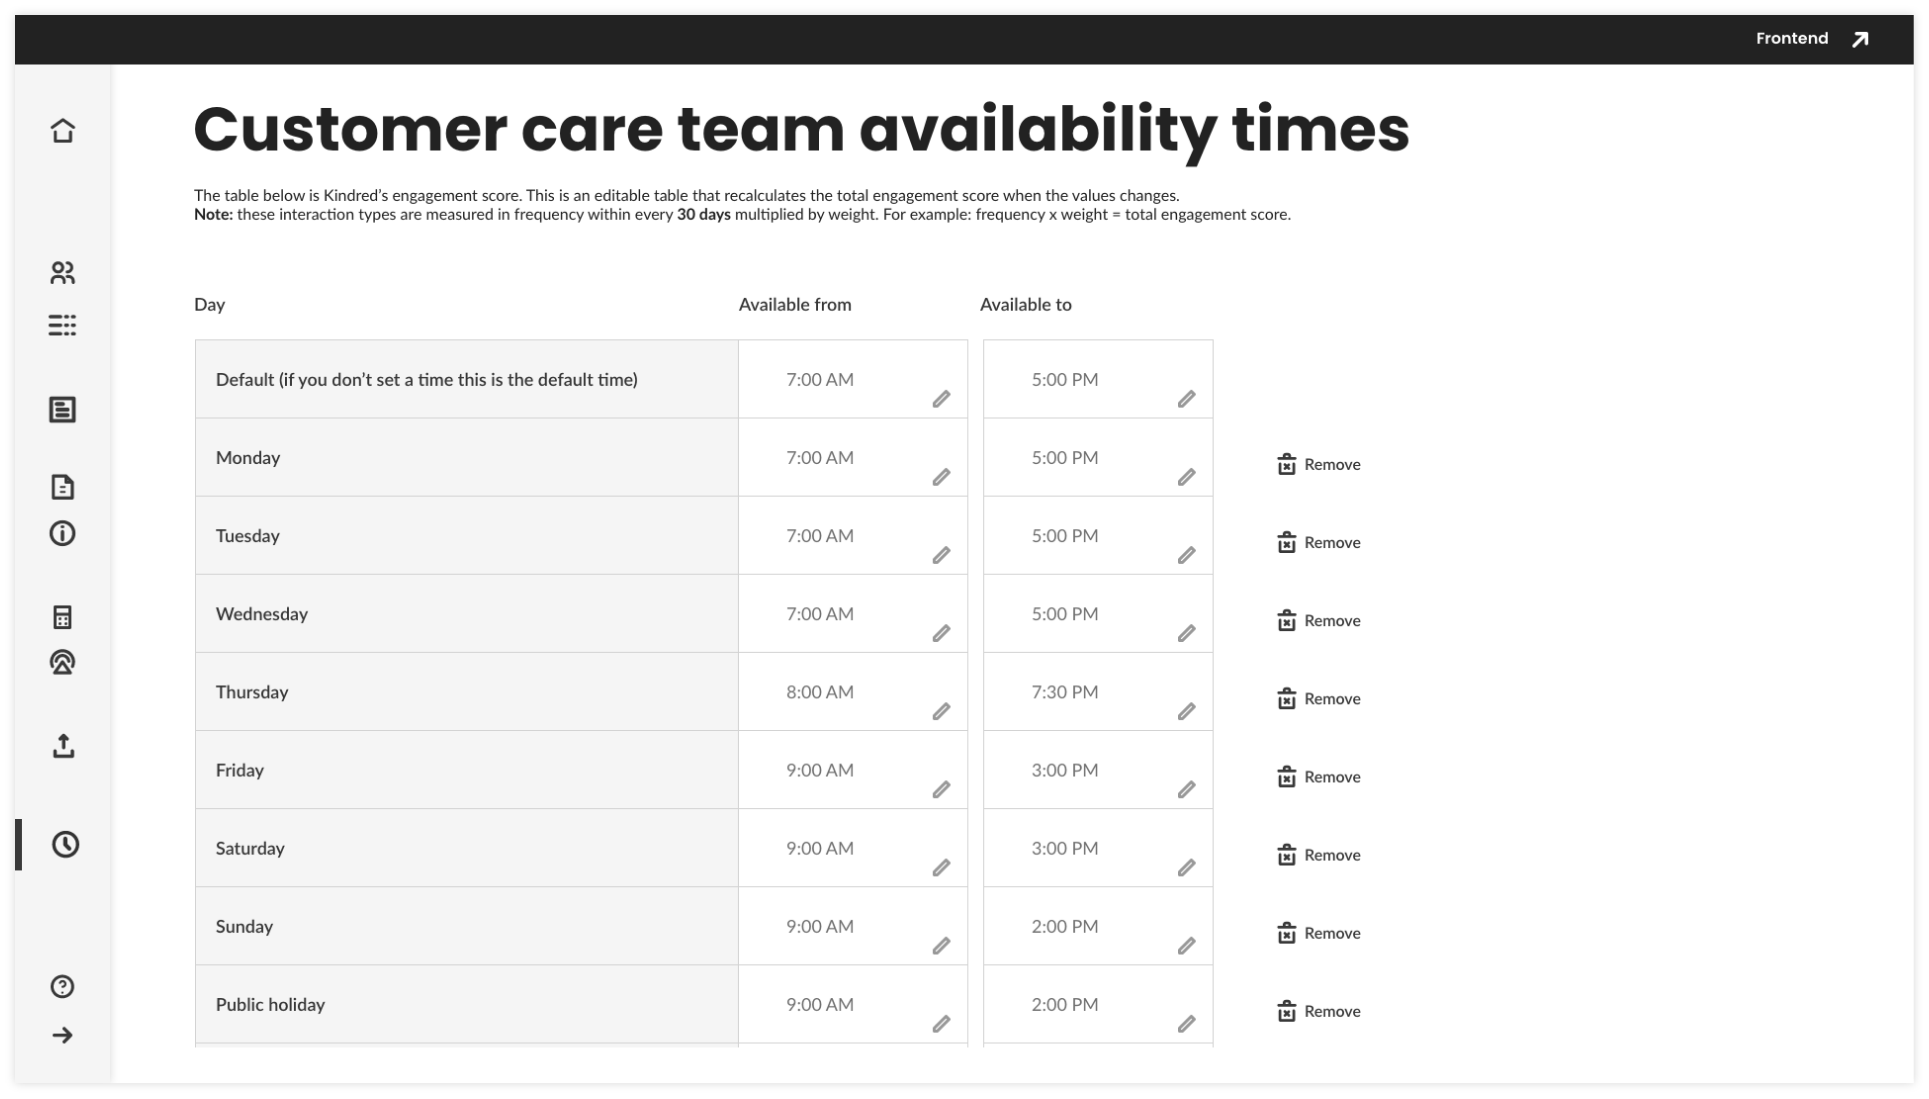 Frontend
Customer care team availability times
The table below is Kindred’s engagement score. This is an editable table that recalculates the total engagement score when the values changes.
Note: these interaction types are measured in frequency within every 30 days multiplied by weight. For example: frequency x weight = total engagement score.
Day Available from Available to
Default (if you don’t set a time this is the default time) 7:00 AM 5:00 PM
Monday 7:00 AM 5:00 PM Remove
Tuesday 7:00 AM 5:00 PM Remove
Wednesday 7:00 AM 5:00 PM Remove
Thursday 8:00 AM 7:30 PM Remove
Friday 9:00 AM 3:00 PM Remove
Saturday 9:00 AM 3:00 PM Remove
Sunday 9:00 AM 2:00 PM Remove
Public holiday 9:00 AM 2:00 PM Remove